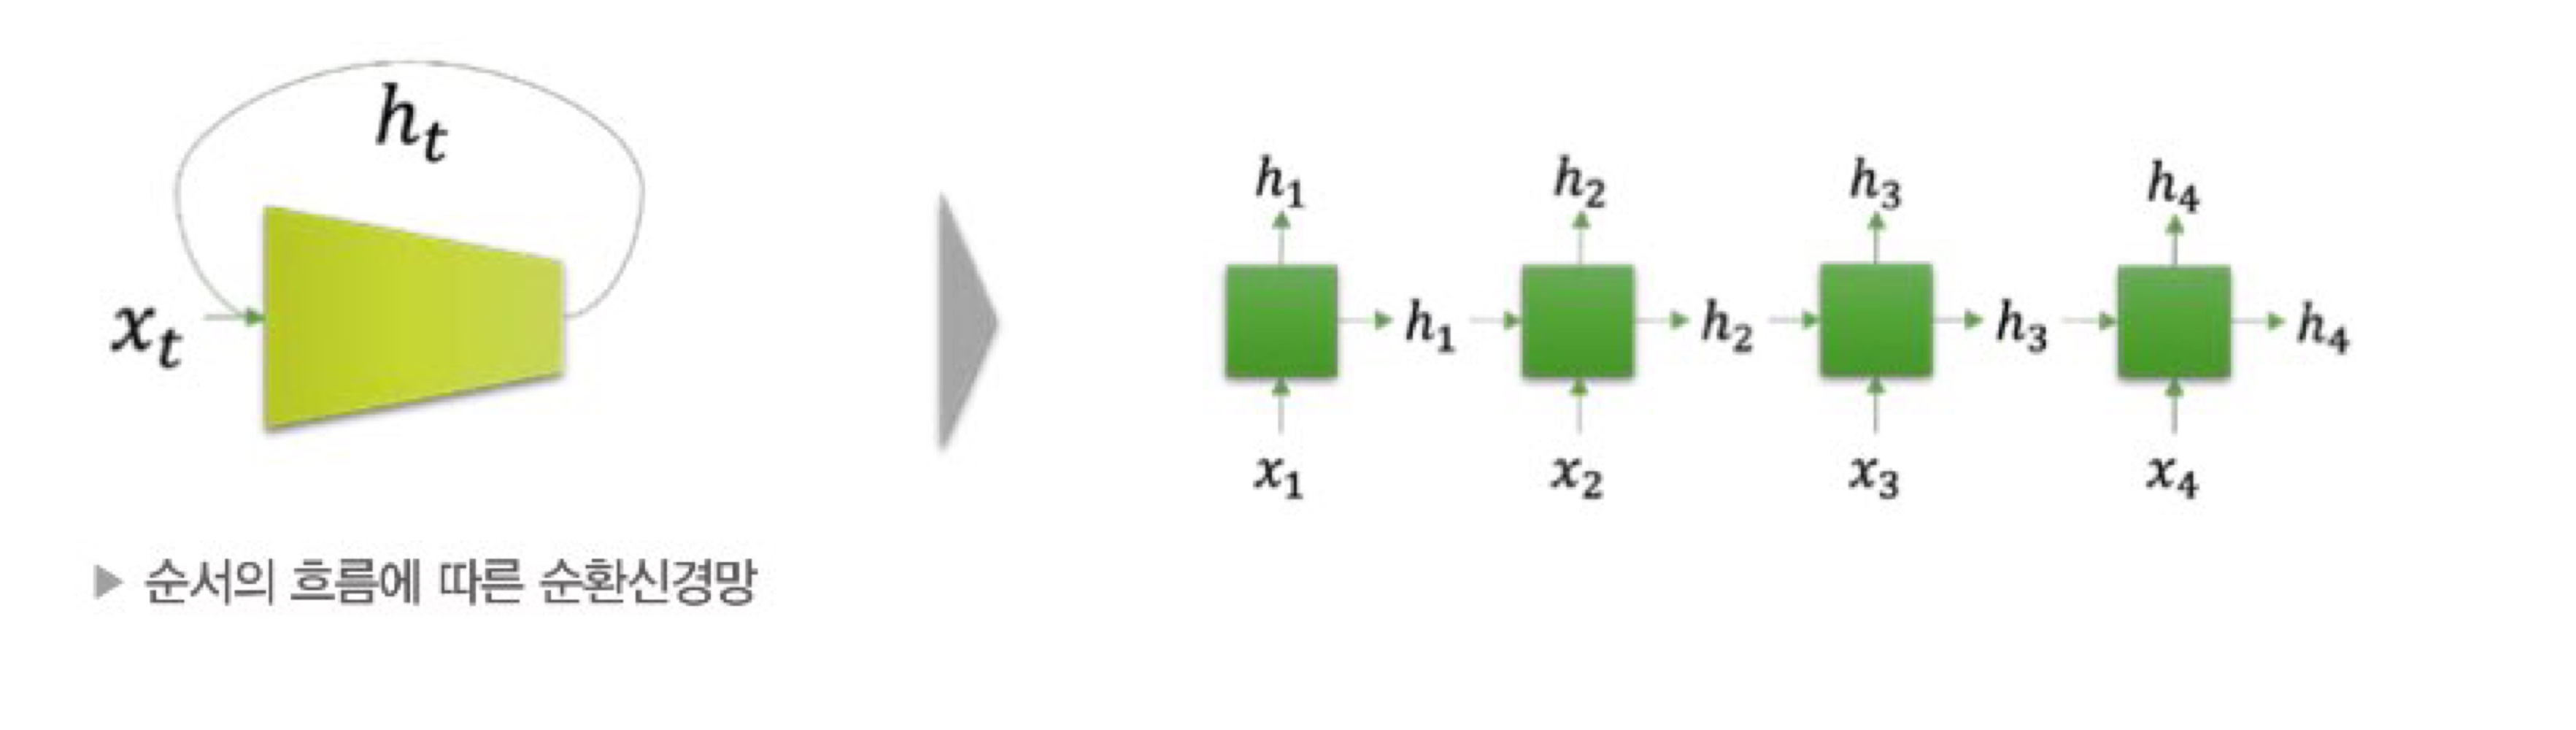 h_t
x_t
h_1 h_2 h_3 h_4
h_1 h_2 h_3 h_4
x_1 x_2 x_3 x_4
▶ 순서의 흐름에 따른 순환신경망